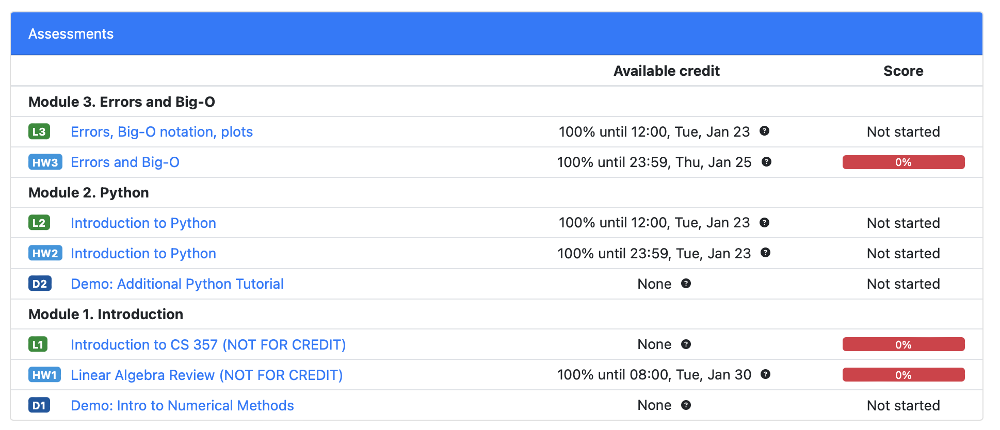 Assessments
Available credit Score
Module 3. Errors and Big-O
L3 Errors, Big-O notation, plots 100% until 12:00, Tue, Jan 23 ? Not started
HW3 Errors and Big-O 100% until 23:59, Thu, Jan 25 ? 0%
Module 2. Python
L2 Introduction to Python 100% until 12:00, Tue, Jan 23 ? Not started
HW2 Introduction to Python 100% until 23:59, Tue, Jan 23 ? Not started
D2 Demo: Additional Python Tutorial None ? Not started
Module 1. Introduction
L1 Introduction to CS 357 (NOT FOR CREDIT) None ? 0%
HW1 Linear Algebra Review (NOT FOR CREDIT) 100% until 08:00, Tue, Jan 30 ? 0%
D1 Demo: Intro to Numerical Methods None ? Not started